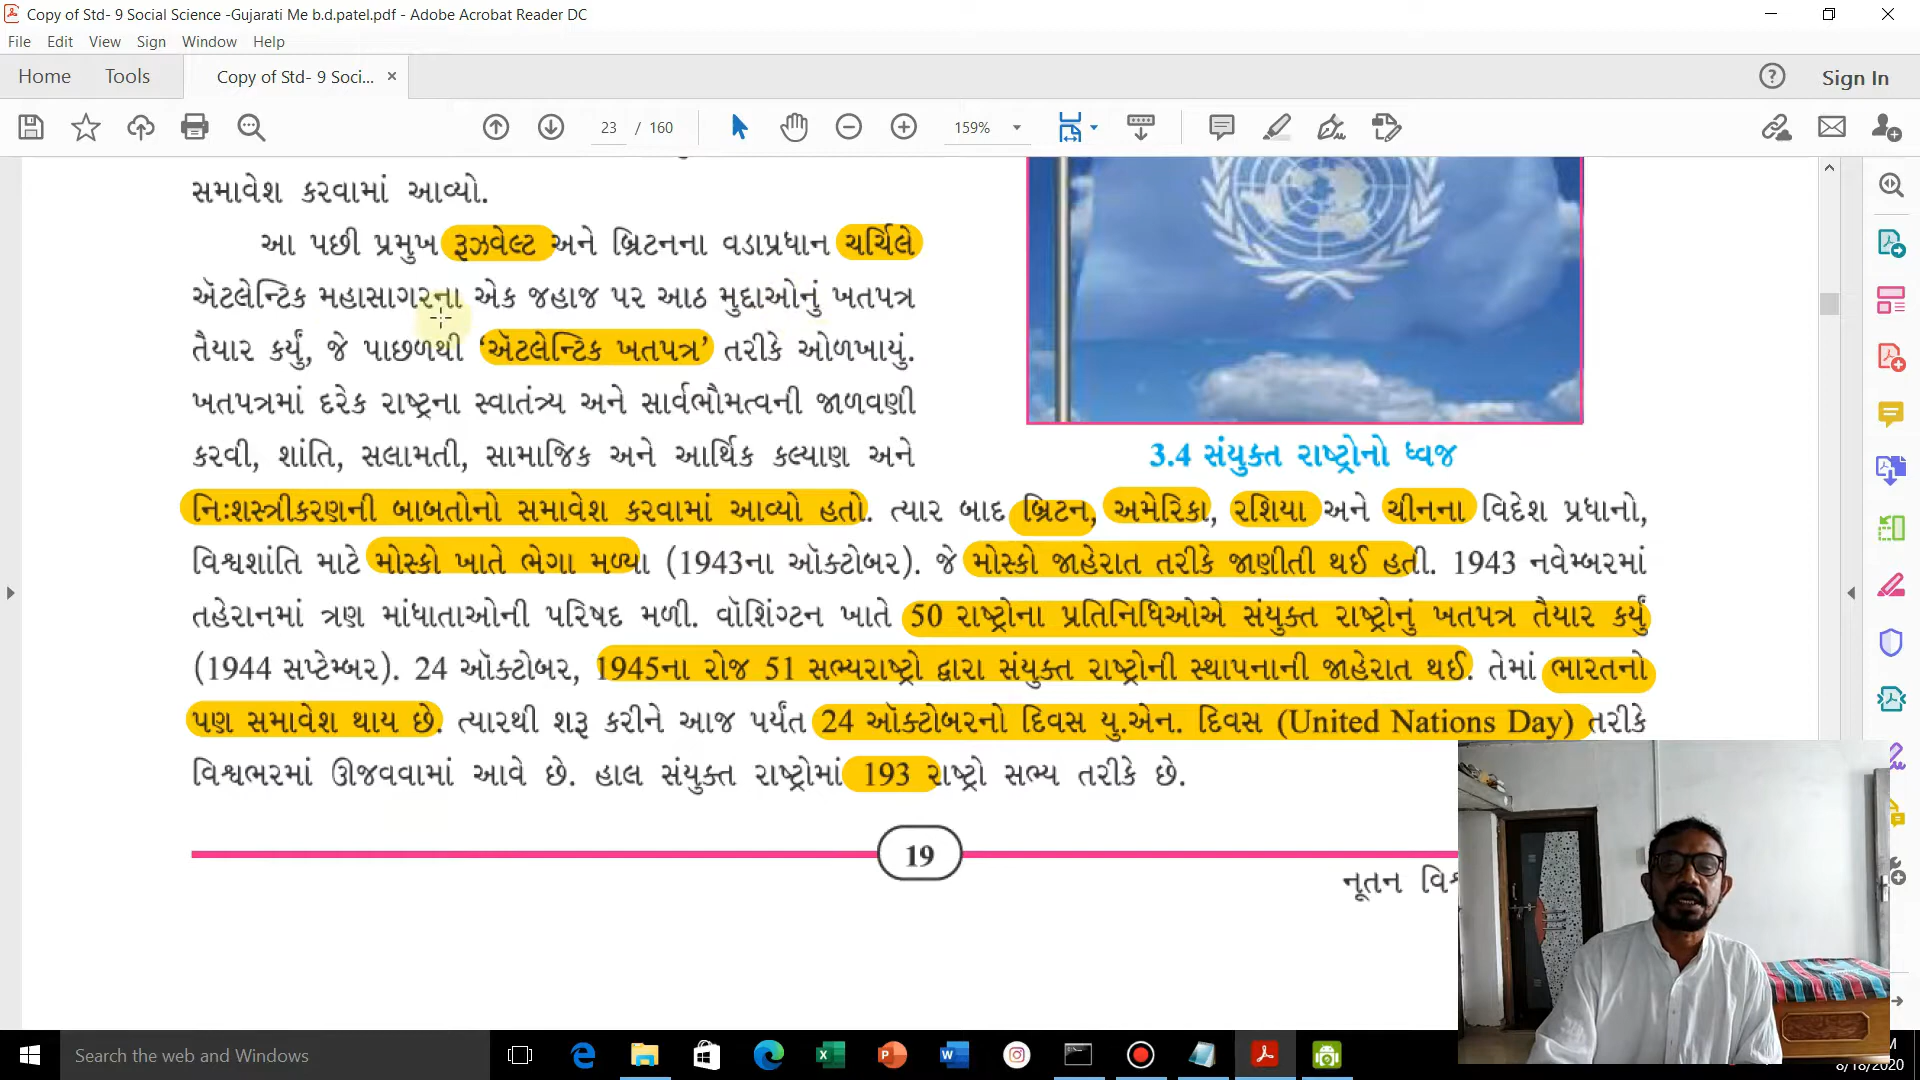 Copy of Std- 9 Social Science -Gujarati Me b.d.patel.pdf - Adobe Acrobat Reader DC
File Edit View Sign Window Help
Home Tools Copy of Std- 9 Soci... × Sign In
23 / 160 159%
સમાવેશ કરવામાં આવ્યો.
આ પછી પ્રમુખ રૂઝવેલ્ટ અને બ્રિટનના વડાપ્રધાન ચર્ચિલે
ઍટલેન્ટિક મહાસાગરના એક જહાજ પર આઠ મુદ્દાઓનું ખતપત્ર
તૈયાર કર્યું, જે પાછળથી ‘ઍટલેન્ટિક ખતપત્ર’ તરીકે ઓળખાયું.
ખતપત્રમાં દરેક રાષ્ટ્રના સ્વાતંત્ર્ય અને સાર્વભૌમત્વની જાળવણી
કરવી, શાંતિ, સલામતી, સામાજિક અને આર્થિક કલ્યાણ અને
3.4 સંયુક્ત રાષ્ટ્રોનો ધ્વજ
નિઃશસ્ત્રીકરણની બાબતોનો સમાવેશ કરવામાં આવ્યો હતો. ત્યાર બાદ બ્રિટન, અમેરિકા, રશિયા અને ચીનના વિદેશ પ્રધાનો,
વિશ્વશાંતિ માટે મોસ્કો ખાતે ભેગા મળ્યા (1943ના ઑક્ટોબર). જે મોસ્કો જાહેરાત તરીકે જાણીતી થઈ હતી. 1943 નવેમ્બરમાં
તહેરાનમાં ત્રણ માંધાતાઓની પરિષદ મળી. વૉશિંગ્ટન ખાતે 50 રાષ્ટ્રોના પ્રતિનિધિઓએ સંયુક્ત રાષ્ટ્રોનું ખતપત્ર તૈયાર કર્યું
(1944 સપ્ટેમ્બર). 24 ઑક્ટોબર, 1945ના રોજ 51 સભ્યરાષ્ટ્રો દ્વારા સંયુક્ત રાષ્ટ્રોની સ્થાપનાની જાહેરાત થઈ. તેમાં ભારતનો
પણ સમાવેશ થાય છે. ત્યારથી શરૂ કરીને આજ પર્યંત 24 ઑક્ટોબરનો દિવસ યુ.એન. દિવસ (United Nations Day) તરીકે
વિશ્વભરમાં ઊજવવામાં આવે છે. હાલ સંયુક્ત રાષ્ટ્રોમાં 193 રાષ્ટ્રો સભ્ય તરીકે છે.
19
નૂતન
Search the web and Windows
8/18/2020